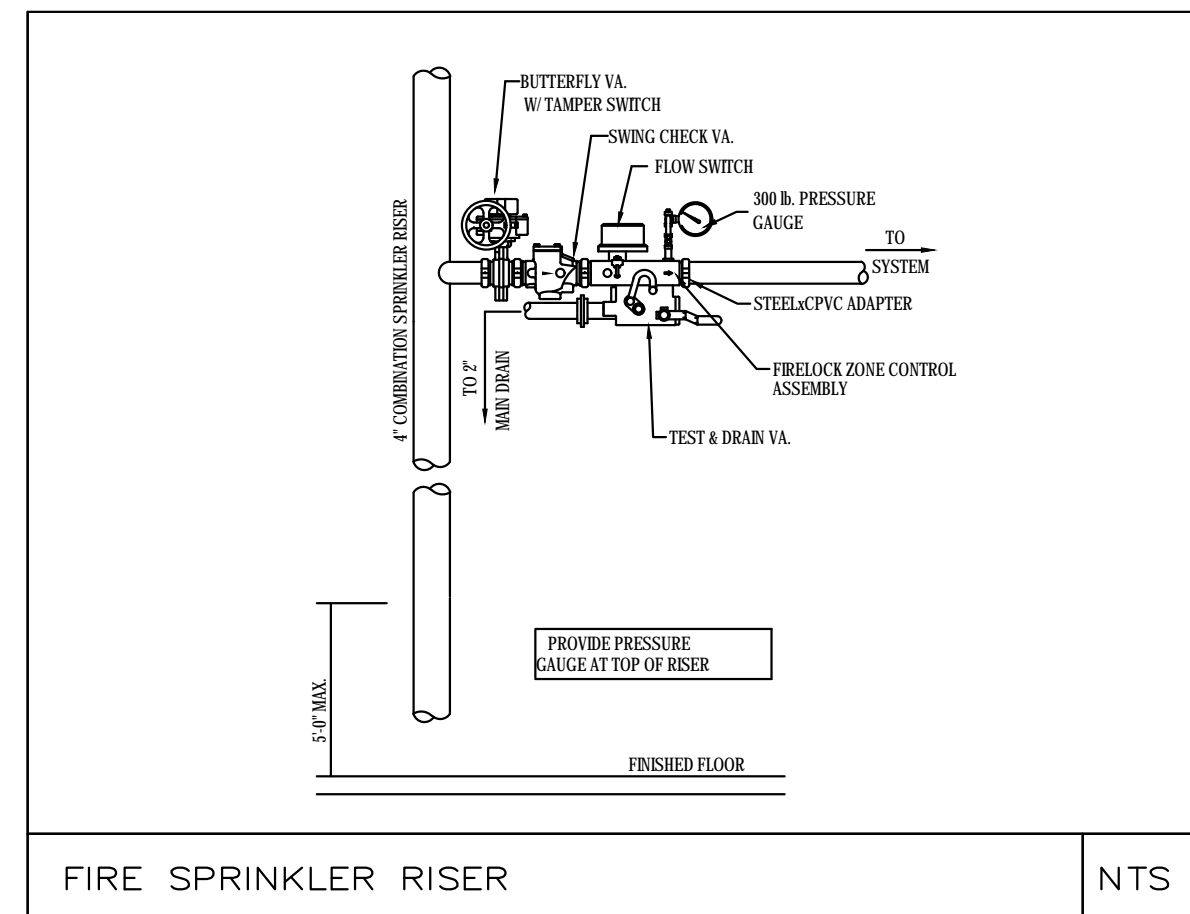 BUTTERFLY VA.
W/ TAMPER SWITCH
SWING CHECK VA.
FLOW SWITCH
300 lb. PRESSURE
GAUGE
TO
SYSTEM
STEELxCPVC ADAPTER
FIRELOCK ZONE CONTROL
ASSEMBLY
TEST & DRAIN VA.
4" COMBINATION SPRINKLER RISER
TO 2"
MAIN DRAIN
PROVIDE PRESSURE
GAUGE AT TOP OF RISER
5'-0" MAX.
FINISHED FLOOR
FIRE SPRINKLER RISER
NTS